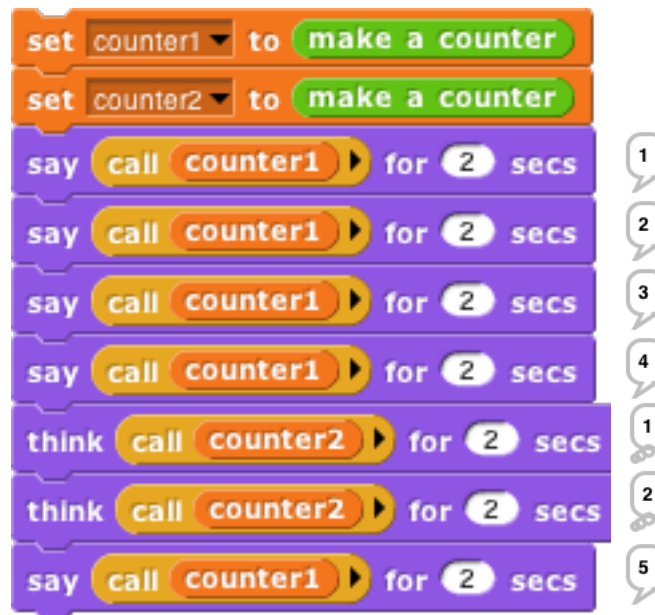 set counter1 to make a counter
set counter2 to make a counter
say call counter1 for 2 secs 1
say call counter1 for 2 secs 2
say call counter1 for 2 secs 3
say call counter1 for 2 secs 4
think call counter2 for 2 secs 1
think call counter2 for 2 secs 2
say call counter1 for 2 secs 5